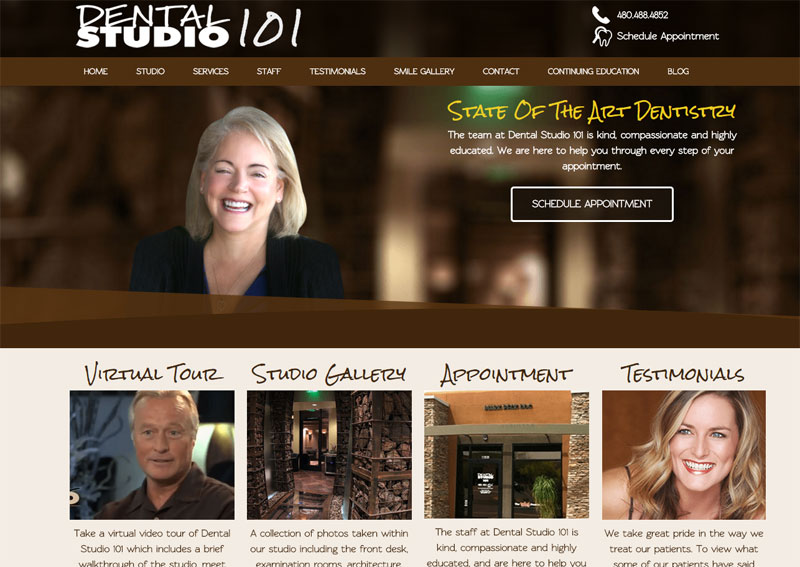 DENTAL
STUDIO 101
480.488.4852
Schedule Appointment
HOME STUDIO SERVICES STAFF TESTIMONIALS SMILE GALLERY CONTACT CONTINUING EDUCATION BLOG
State Of The Art Dentistry
The team at Dental Studio 101 is kind, compassionate and highly
educated. We are here to help you through every step of your
appointment.
SCHEDULE APPOINTMENT
Virtual Tour
Studio Gallery
Appointment
Testimonials
DENTAL
STUDIO
Take a virtual video tour of Dental
Studio 101 which includes a brief
walkthrough of the studio, meet
A collection of photos taken within
our studio including the front desk,
examination rooms, architecture
The staff at Dental Studio 101 is
kind, compassionate and highly
educated, and are here to help you
We take great pride in the way we
treat our patients. To view what
some of our patients have said